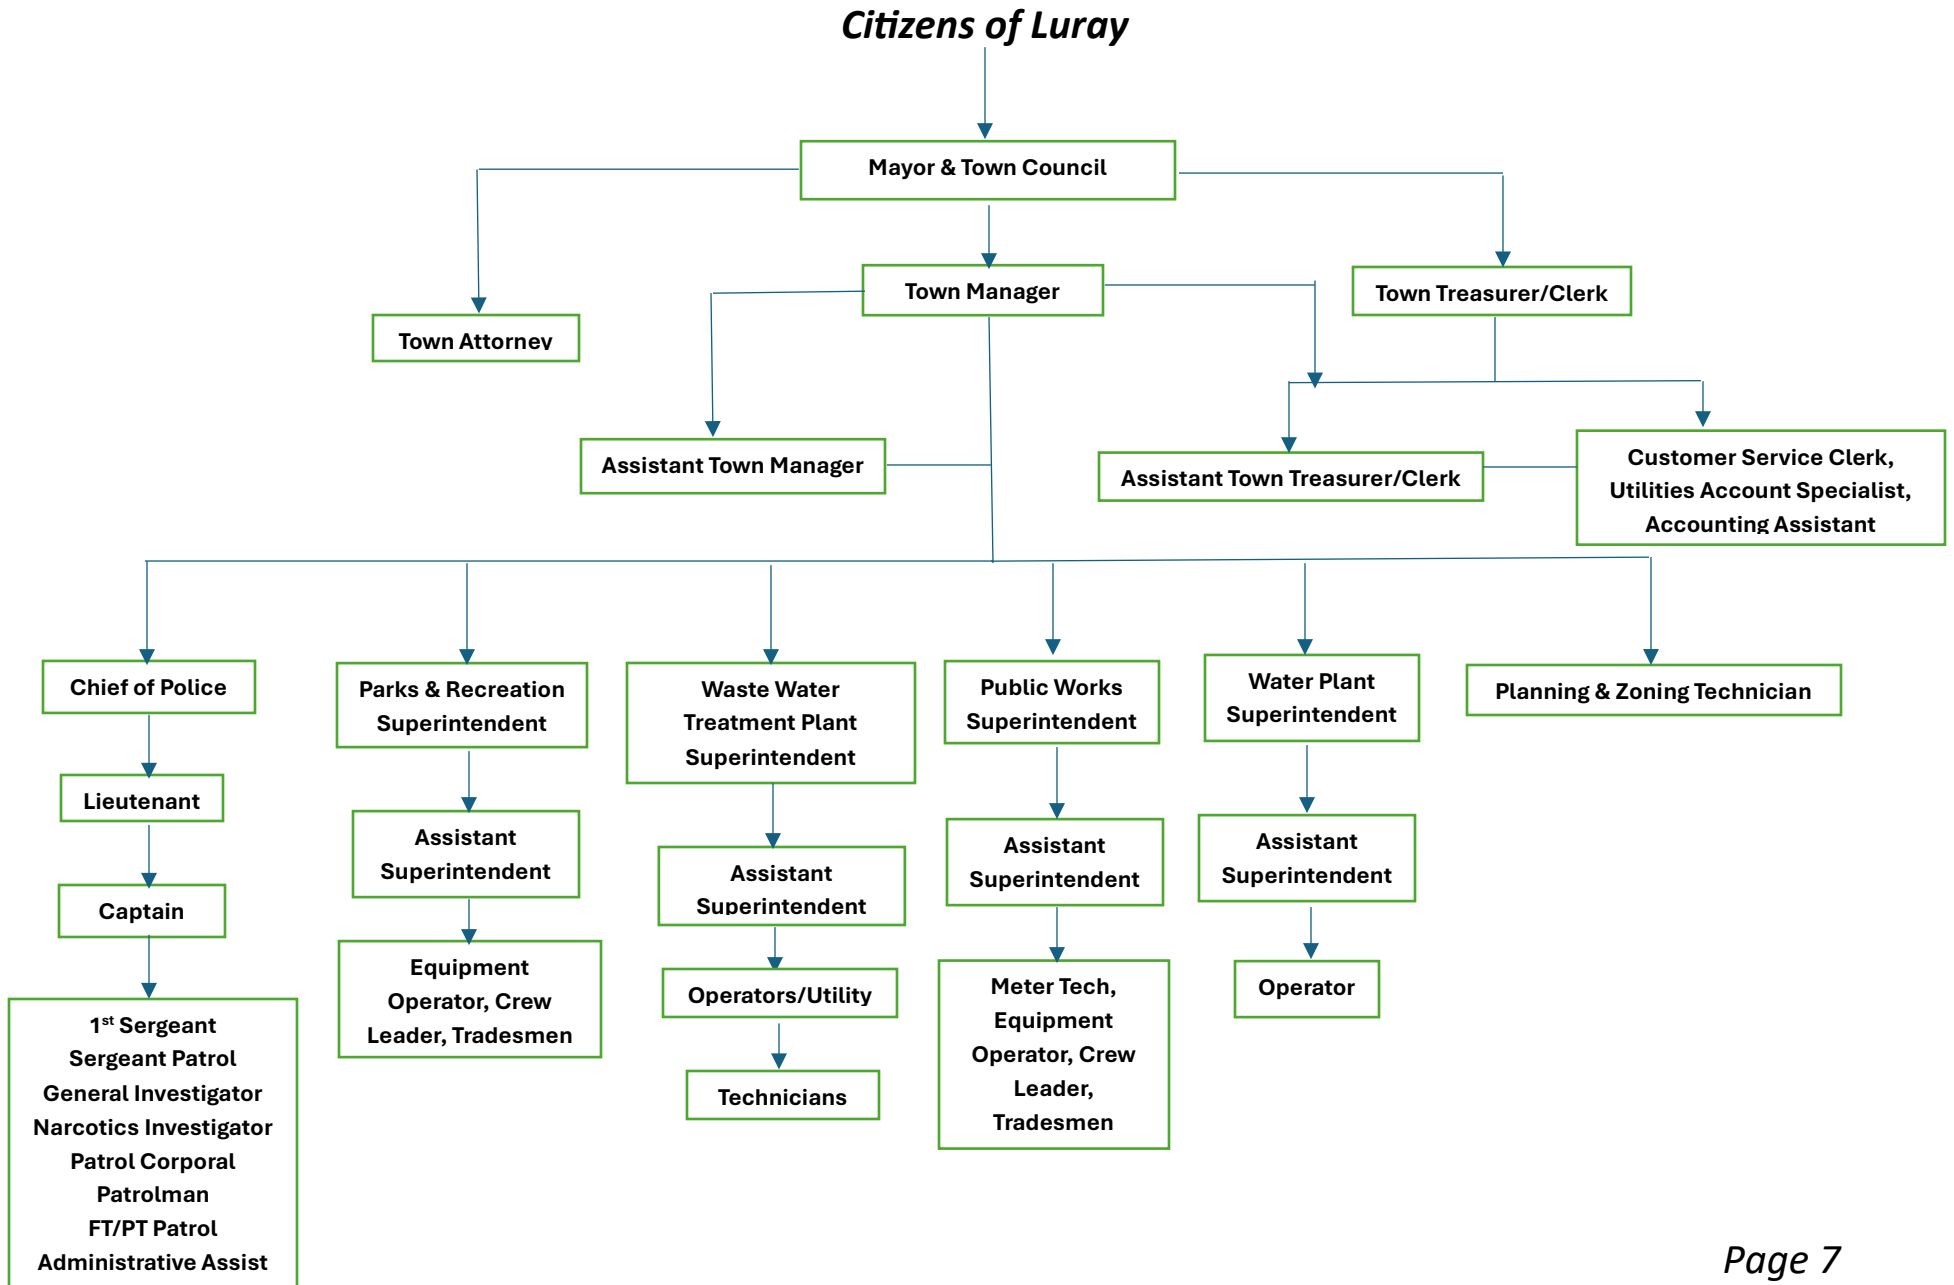 Citizens of Luray
Mayor & Town Council
Town Manager
Town Treasurer/Clerk
Town Attorney
Assistant Town Manager
Assistant Town Treasurer/Clerk
Customer Service Clerk,
Utilities Account Specialist,
Accounting Assistant
Chief of Police
Lieutenant
Captain
1st Sergeant
Sergeant Patrol
General Investigator
Narcotics Investigator
Patrol Corporal
Patrolman
FT/PT Patrol
Administrative Assist
Parks & Recreation
Superintendent
Assistant
Superintendent
Equipment
Operator, Crew
Leader, Tradesmen
Waste Water
Treatment Plant
Superintendent
Assistant
Superintendent
Operators/Utility
Technicians
Public Works
Superintendent
Assistant
Superintendent
Meter Tech,
Equipment
Operator, Crew
Leader,
Tradesmen
Water Plant
Superintendent
Assistant
Superintendent
Operator
Planning & Zoning Technician
Page 7